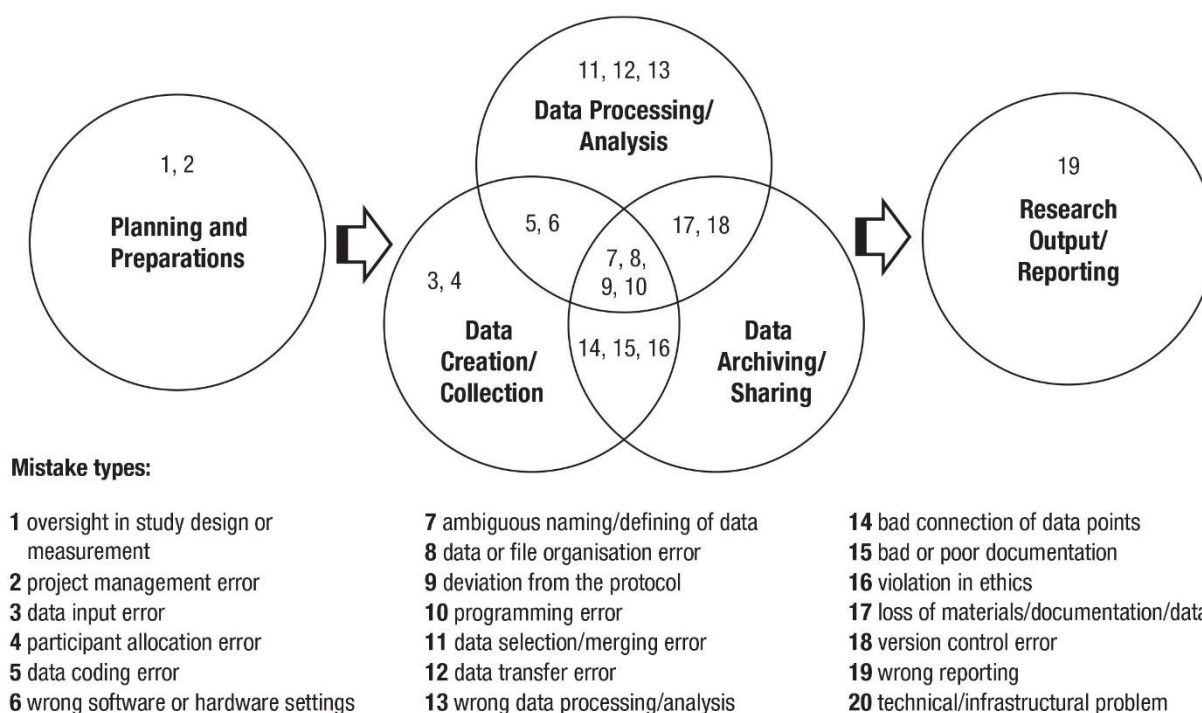 11, 12, 13
Data Processing/
Analysis
1, 2
Planning and
Preparations
19
Research
Output/
Reporting
5, 6
17, 18
7, 8,
9, 10
3, 4
Data
Creation/
Collection
14, 15, 16
Data
Archiving/
Sharing
Mistake types:
1 oversight in study design or
measurement
2 project management error
3 data input error
4 participant allocation error
5 data coding error
6 wrong software or hardware settings
7 ambiguous naming/defining of data
8 data or file organisation error
9 deviation from the protocol
10 programming error
11 data selection/merging error
12 data transfer error
13 wrong data processing/analysis
14 bad connection of data points
15 bad or poor documentation
16 violation in ethics
17 loss of materials/documentation/data
18 version control error
19 wrong reporting
20 technical/infrastructural problem